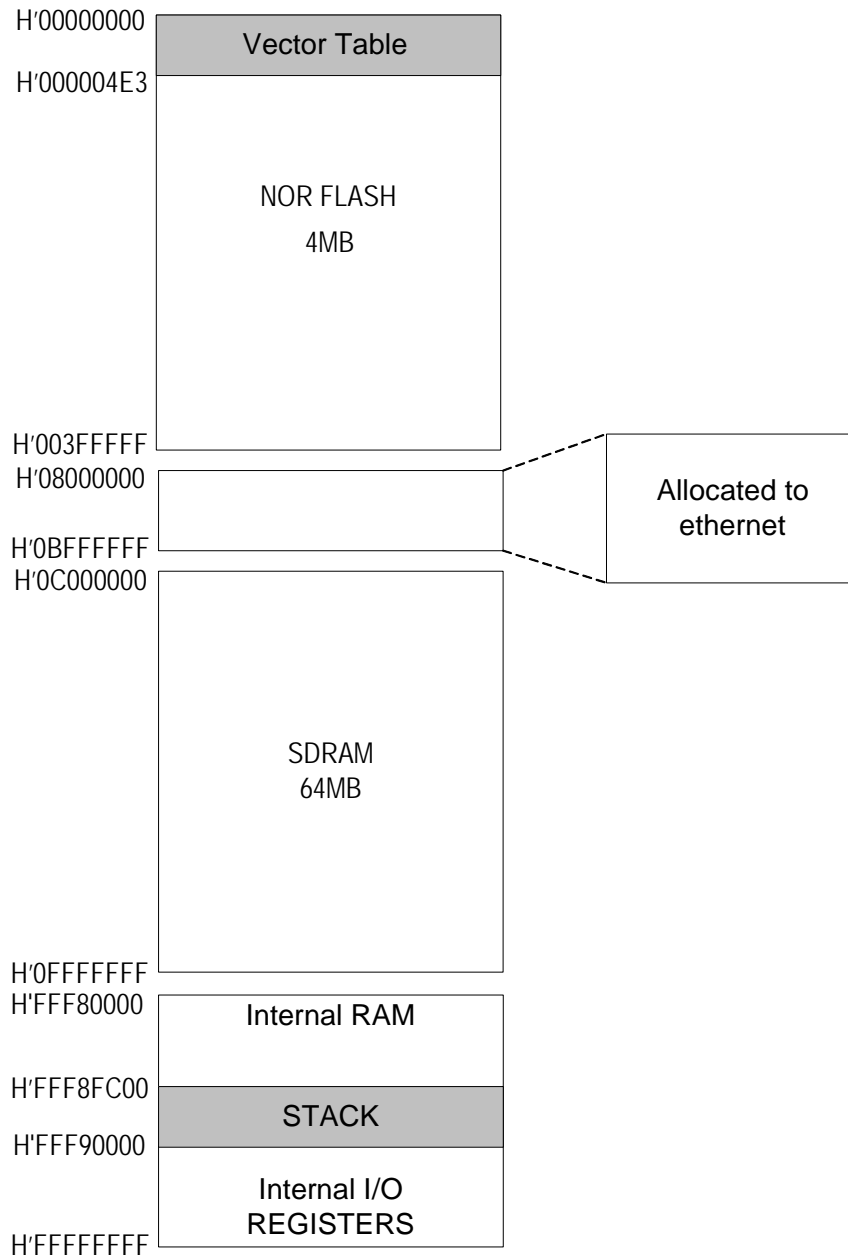 H'00000000
Vector Table
H'000004E3
NOR FLASH
4MB
H'003FFFFF
H'08000000
Allocated to
ethernet
H'0BFFFFFF
H'0C000000
SDRAM
64MB
H'0FFFFFFF
H'FFF80000
Internal RAM
H'FFF8FC00
STACK
H'FFF90000
Internal I/O
REGISTERS
H'FFFFFFFF